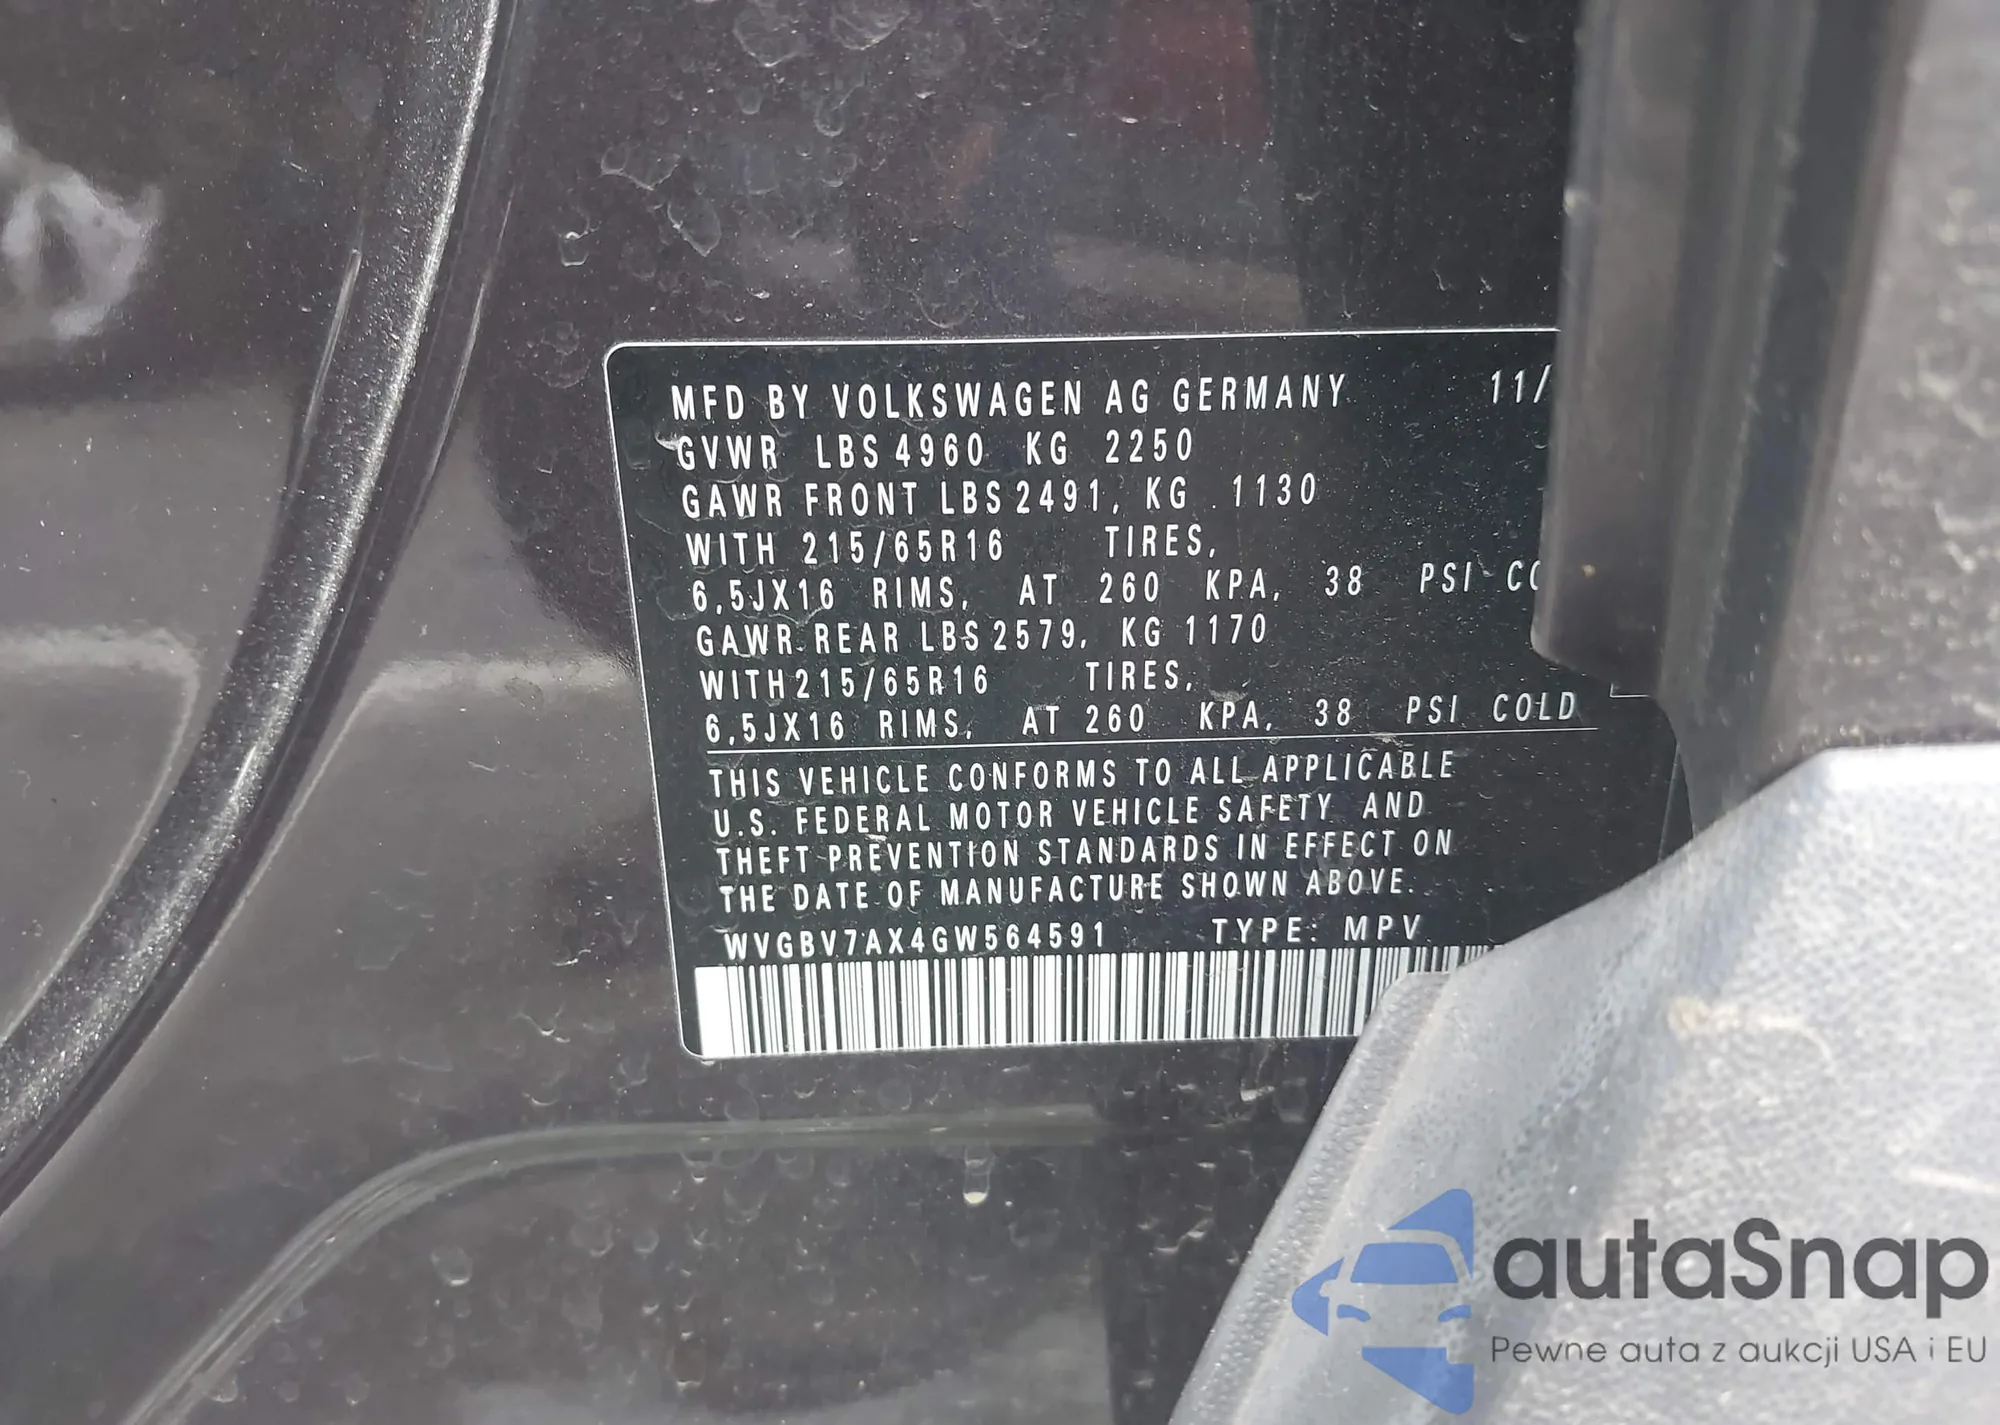 MFD BY VOLKSWAGEN AG GERMANY 11/
GVWR LBS 4960 KG 2250
GAWR FRONT LBS 2491, KG 1130
WITH 215/65R16 TIRES,
6,5JX16 RIMS, AT 260 KPA, 38 PSI CO
GAWR REAR LBS 2579, KG 1170
WITH 215/65R16 TIRES,
6,5JX16 RIMS, AT 260 KPA, 38 PSI COLD
THIS VEHICLE CONFORMS TO ALL APPLICABLE
U.S. FEDERAL MOTOR VEHICLE SAFETY AND
THEFT PREVENTION STANDARDS IN EFFECT ON
THE DATE OF MANUFACTURE SHOWN ABOVE.
WVGBV7AX4GW564591 TYPE: MPV
autaSnap
Pewne auta z aukcji USA i EU